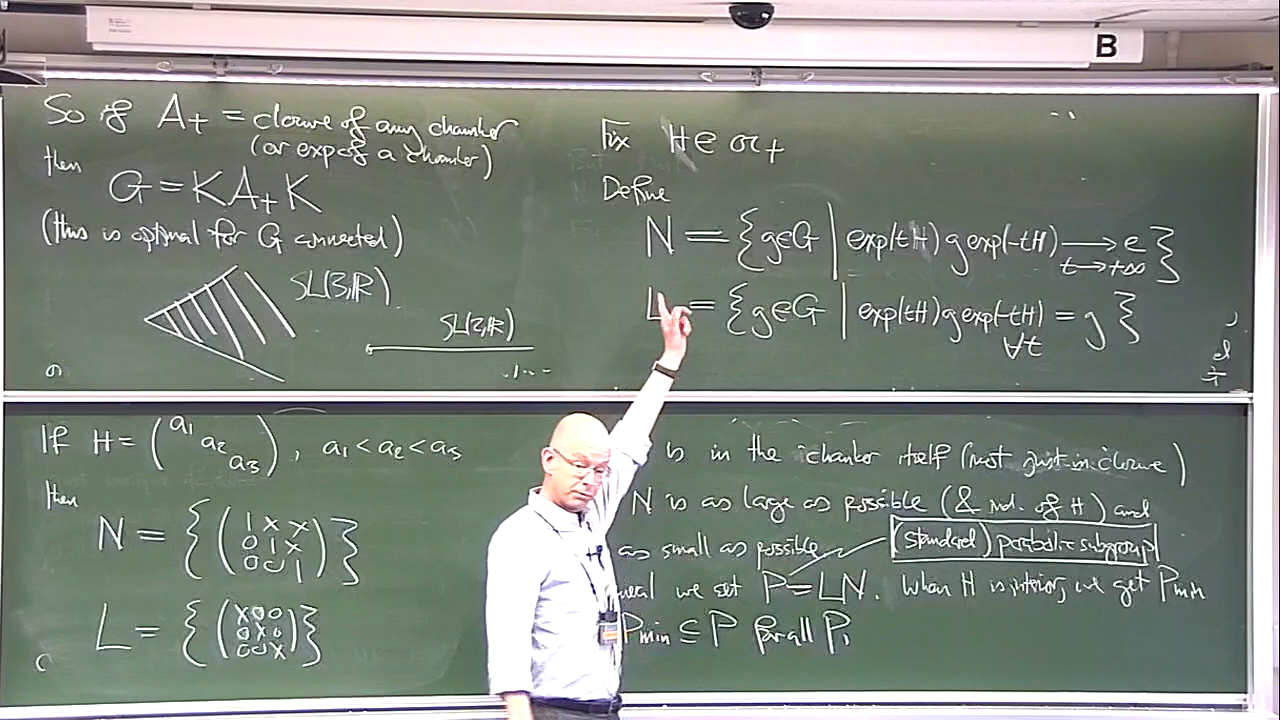 B
So if A+ = closure of any chamber
(or exp of a chamber)
then
G = KA+K
(this is optimal for G connected)
SL(3,ℝ)
SL(2,ℝ)
Fix H ∈ 𝔞+
Define
N = {g∈G | exp(tH) g exp(-tH) ⟶ e}
t→+∞
L = {g∈G | exp(tH) g exp(-tH) = g}
∀t
If H = (a₁ a₂ a₃), a₁ < a₂ < a₃
then
N = {(1 x x
0 1 x
0 0 1)}
L = {(x 0 0
0 x 0
0 0 x)}
is in the chamber itself (not just in closure)
N is as large as possible (& ind. of H) and
as small as possible
(standard) parabolic subgroup
we set P = LN. When H is interior, we get Pmin
Pmin ⊆ P for all P.